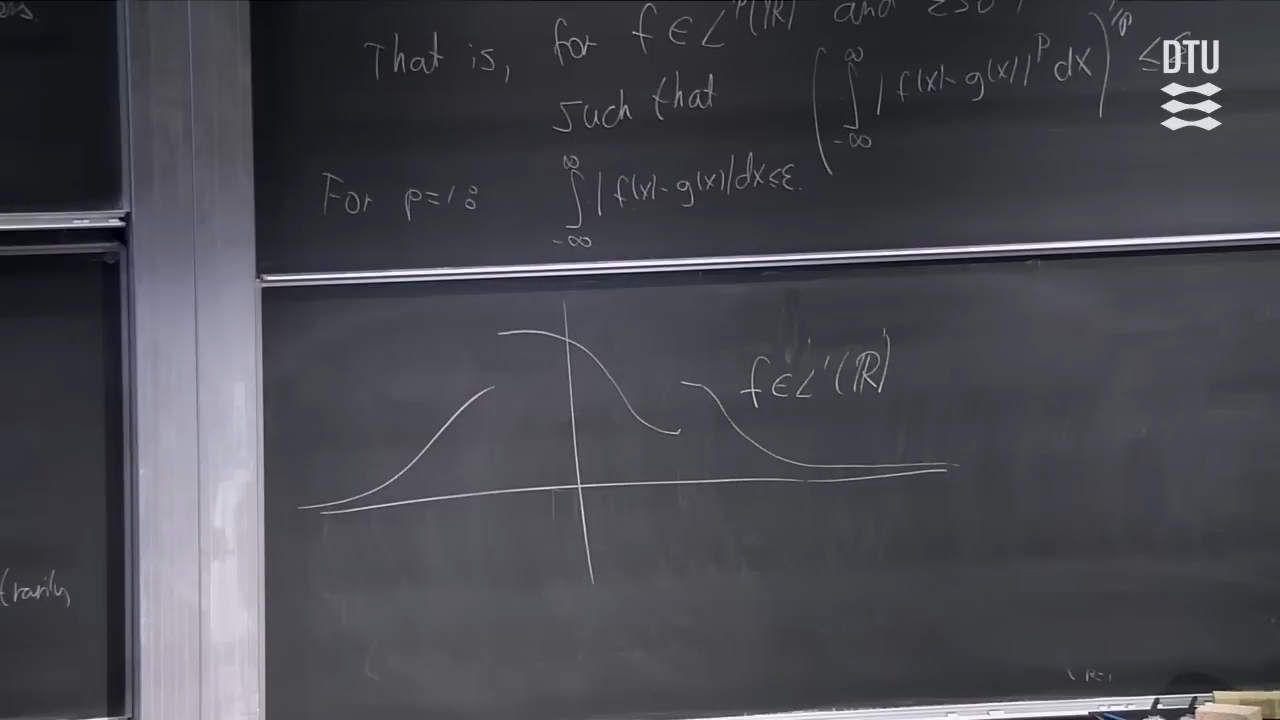 That is, for f ∈ L^p(ℝ) and ε>0,
such that ( ∫_{-∞}^{∞} |f(x)-g(x)|^p dx )^{1/p} ≤ ε
For p=1: ∫_{-∞}^{∞} |f(x)-g(x)| dx ≤ ε.
f ∈ L^1(ℝ)
DTU